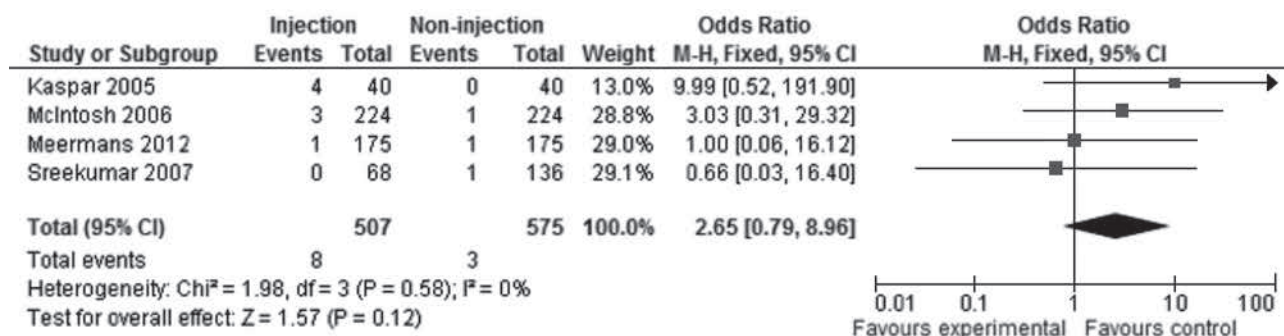 Injection Non-injection Odds Ratio Odds Ratio
Study or Subgroup Events Total Events Total Weight M-H, Fixed, 95% CI M-H, Fixed, 95% CI
Kaspar 2005 4 40 0 40 13.0% 9.99 [0.52, 191.90]
McIntosh 2006 3 224 1 224 28.8% 3.03 [0.31, 29.32]
Meermans 2012 1 175 1 175 29.0% 1.00 [0.06, 16.12]
Sreekumar 2007 0 68 1 136 29.1% 0.66 [0.03, 16.40]
Total (95% CI) 507 575 100.0% 2.65 [0.79, 8.96]
Total events 8 3
Heterogeneity: Chi² = 1.98, df = 3 (P = 0.58); I² = 0%
Test for overall effect: Z = 1.57 (P = 0.12)
0.01 0.1 1 10 100
Favours experimental Favours control